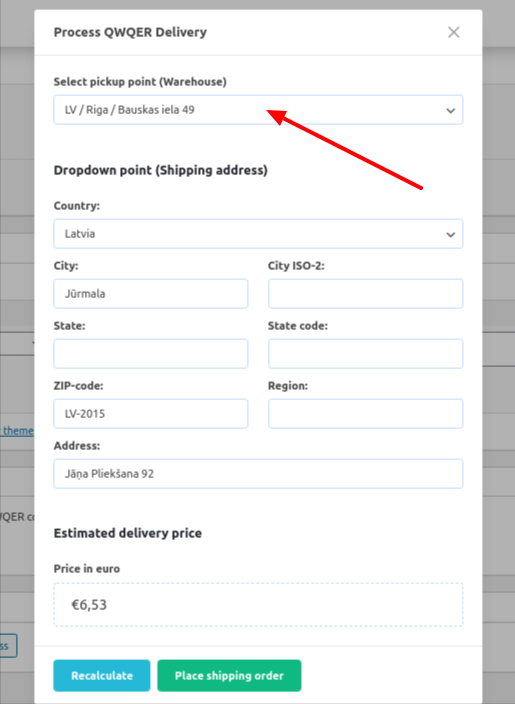 Process QWQER Delivery
Select pickup point (Warehouse)
LV / Riga / Bauskas iela 49
Dropdown point (Shipping address)
Country:
Latvia
City:
City ISO-2:
Jūrmala
State:
State code:
ZIP-code:
Region:
LV-2015
theme
Address:
Jāņa Pliekšana 92
Estimated delivery price
Price in euro
€6,53
Recalculate
Place shipping order